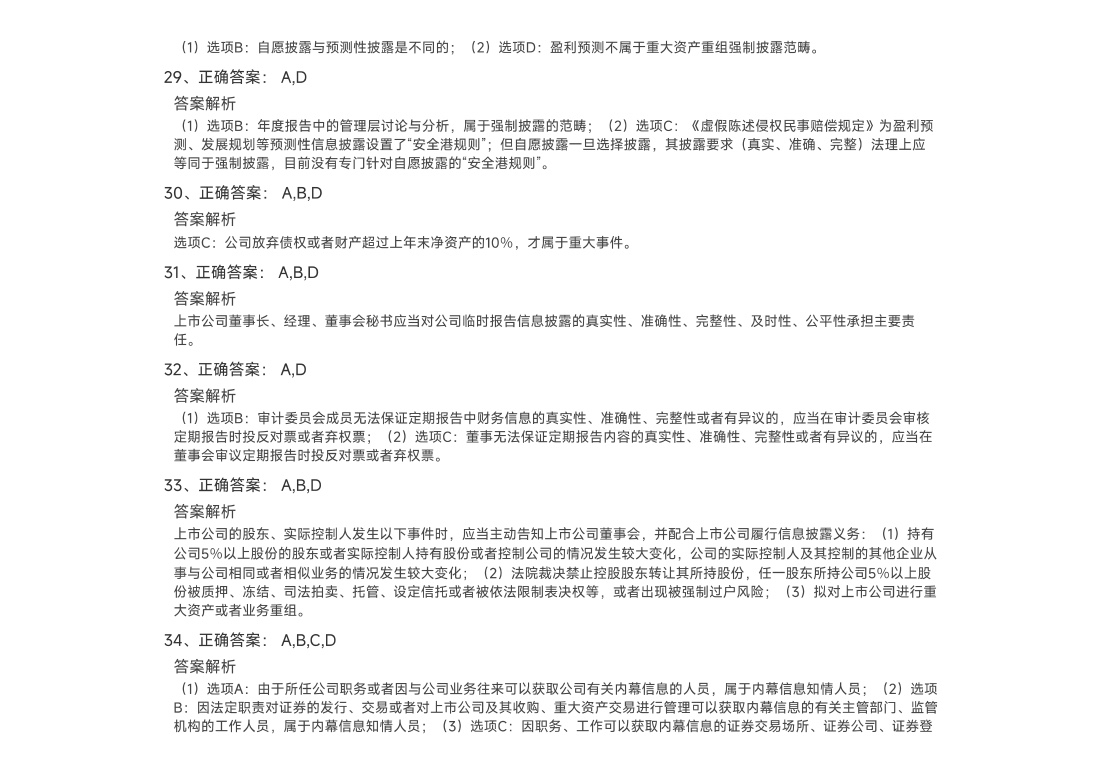 （1）选项B：自愿披露与预测性披露是不同的；（2）选项D：盈利预测不属于重大资产重组强制披露范畴。
29、正确答案： A,D
答案解析
（1）选项B：年度报告中的管理层讨论与分析，属于强制披露的范畴；（2）选项C：《虚假陈述侵权民事赔偿规定》为盈利预
测、发展规划等预测性信息披露设置了“安全港规则”；但自愿披露一旦选择披露，其披露要求（真实、准确、完整）法理上应
等同于强制披露，目前没有专门针对自愿披露的“安全港规则”。
30、正确答案： A,B,D
答案解析
选项C：公司放弃债权或者财产超过上年末净资产的10%，才属于重大事件。
31、正确答案： A,B,D
答案解析
上市公司董事长、经理、董事会秘书应当对公司临时报告信息披露的真实性、准确性、完整性、及时性、公平性承担主要责
任。
32、正确答案： A,D
答案解析
（1）选项B：审计委员会成员无法保证定期报告中财务信息的真实性、准确性、完整性或者有异议的，应当在审计委员会审核
定期报告时投反对票或者弃权票；（2）选项C：董事无法保证定期报告内容的真实性、准确性、完整性或者有异议的，应当在
董事会审议定期报告时投反对票或者弃权票。
33、正确答案： A,B,D
答案解析
上市公司的股东、实际控制人发生以下事件时，应当主动告知上市公司董事会，并配合上市公司履行信息披露义务：（1）持有
公司5%以上股份的股东或者实际控制人持有股份或者控制公司的情况发生较大变化，公司的实际控制人及其控制的其他企业从
事与公司相同或者相似业务的情况发生较大变化；（2）法院裁决禁止控股股东转让其所持股份，任一股东所持公司5%以上股
份被质押、冻结、司法拍卖、托管、设定信托或者被依法限制表决权等，或者出现被强制过户风险；（3）拟对上市公司进行重
大资产或者业务重组。
34、正确答案： A,B,C,D
答案解析
（1）选项A：由于所任公司职务或者因与公司业务往来可以获取公司有关内幕信息的人员，属于内幕信息知情人员；（2）选项
B：因法定职责对证券的发行、交易或者对上市公司及其收购、重大资产交易进行管理可以获取内幕信息的有关主管部门、监管
机构的工作人员，属于内幕信息知情人员；（3）选项C：因职务、工作可以获取内幕信息的证券交易场所、证券公司、证券登